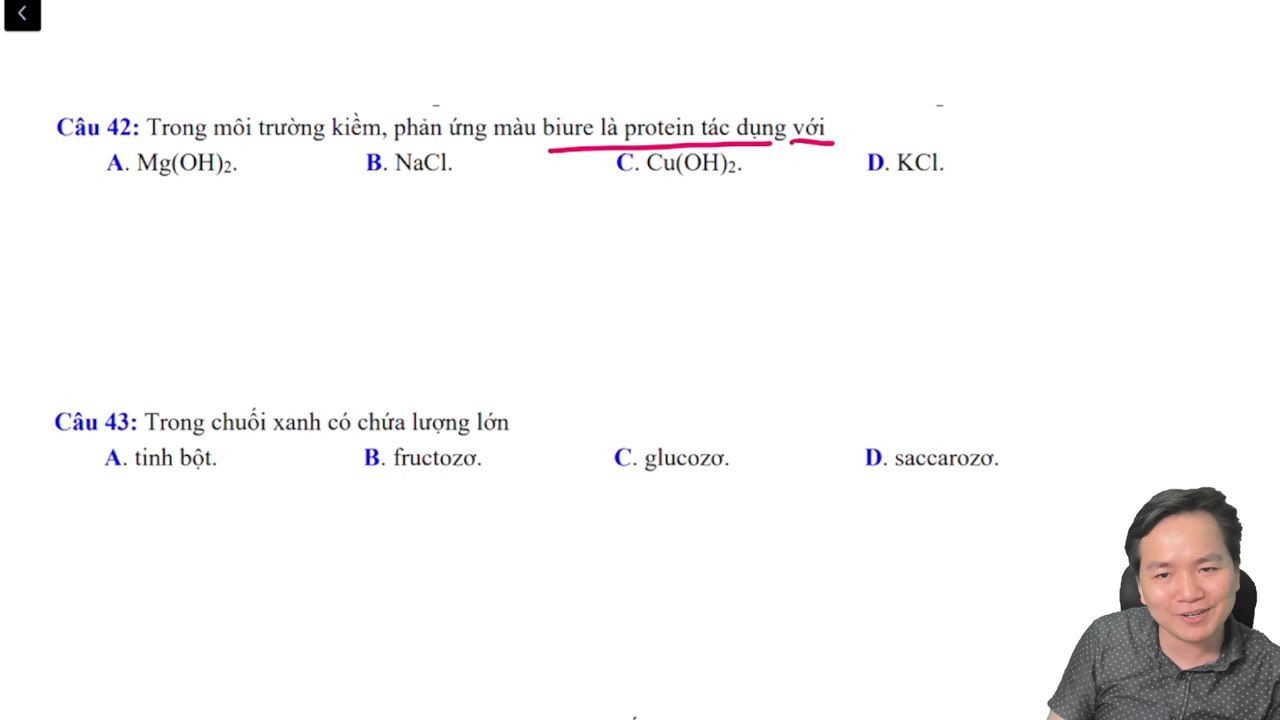 Câu 42: Trong môi trường kiềm, phản ứng màu biure là protein tác dụng với
A. Mg(OH)₂. B. NaCl. C. Cu(OH)₂. D. KCl.
Câu 43: Trong chuối xanh có chứa lượng lớn
A. tinh bột. B. fructozơ. C. glucozơ. D. saccarozơ.